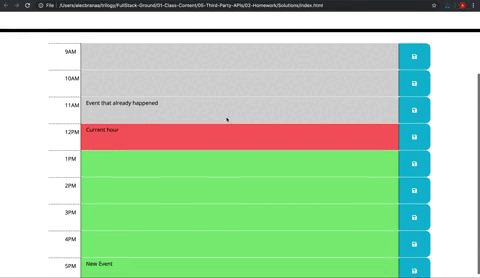 File | /Users/alecbranaa/trilogy/FullStack-Ground/01-Class-Content/05-Third-Party-APIs/02-Homework/Solutions/index.html
9AM
10AM
11AM Event that already happened
12PM Current hour
1PM
2PM
3PM
4PM
5PM New Event